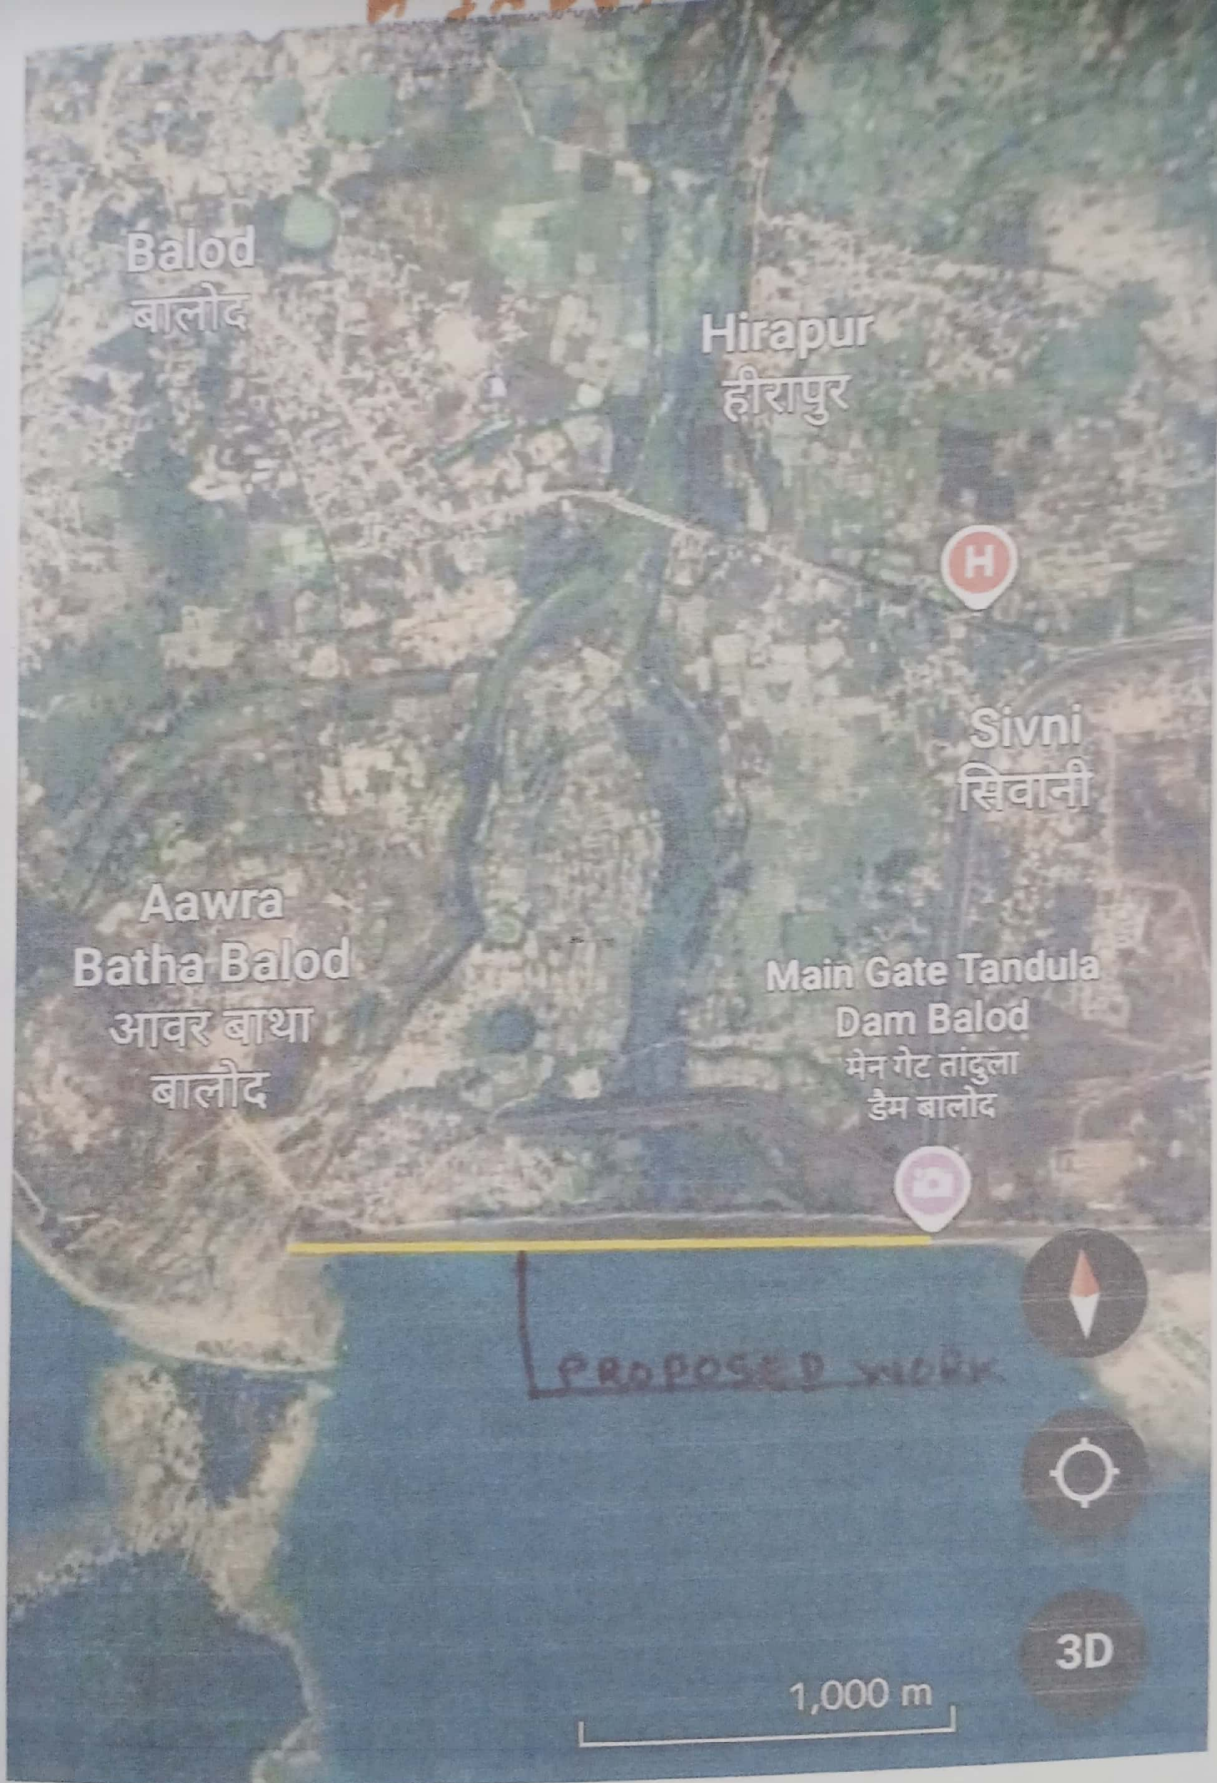 Balod
बालोद
Hirapur
हीरापुर
H
Sivni
सिवानी
Aawra
Batha Balod
आवर बाथा
बालोद
Main Gate Tandula
Dam Balod
मेन गेट तांदुला
डैम बालोद
PROPOSED WORK
3D
1,000 m